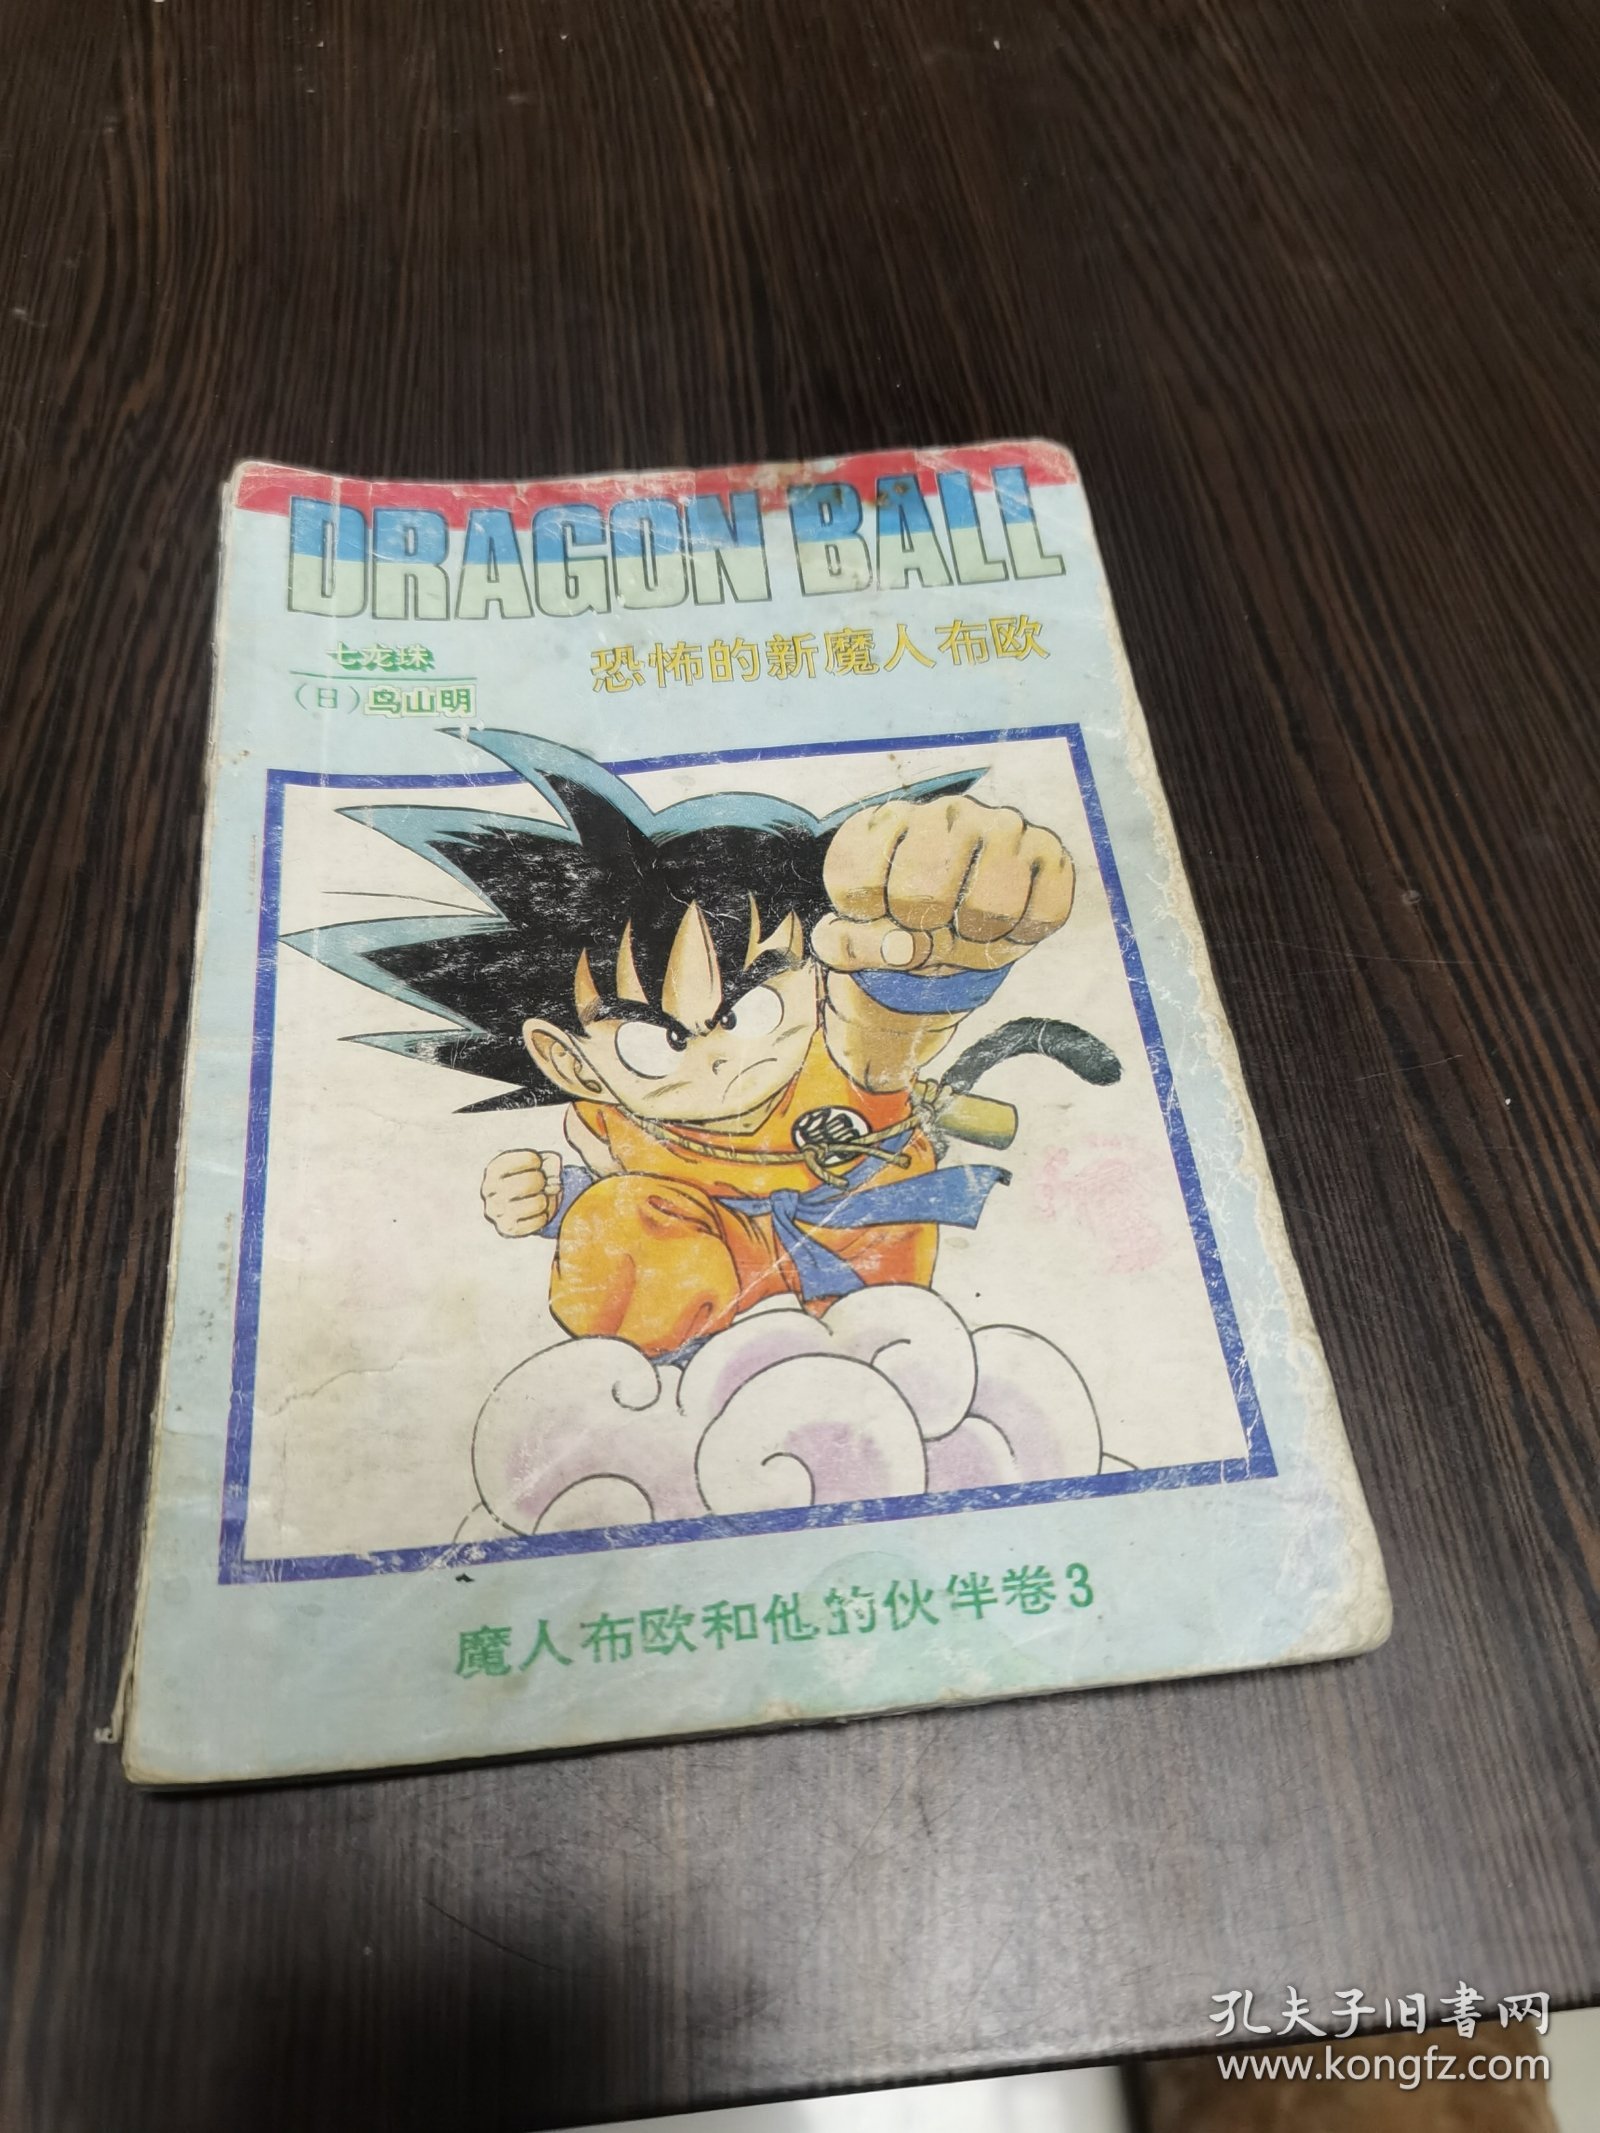 DRAGON BALL
七龙珠
恐怖的新魔人布欧
（日）鸟山明
魔人布欧和他的伙伴卷3
孔夫子旧書网
www.kongfz.com